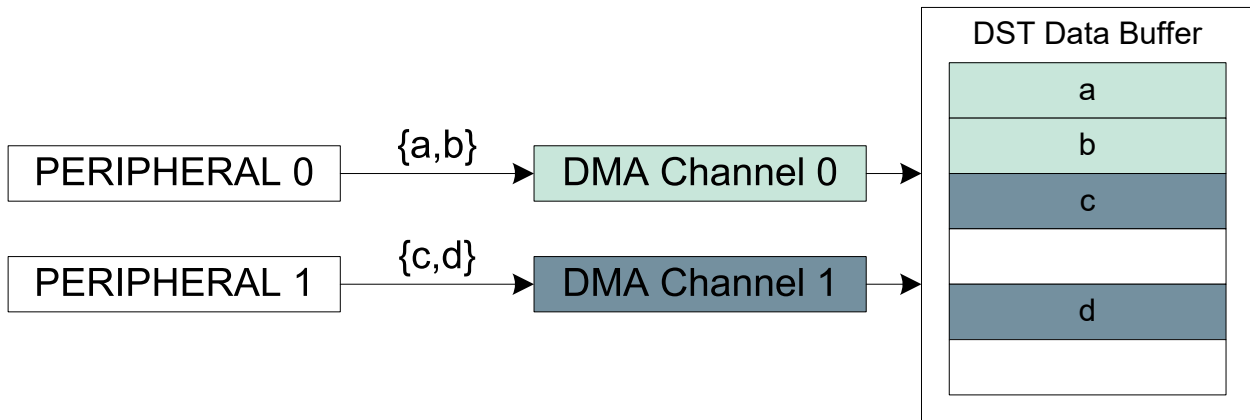 DST Data Buffer
a
{a,b}
b
PERIPHERAL 0
DMA Channel 0
c
{c,d}
PERIPHERAL 1
DMA Channel 1
d